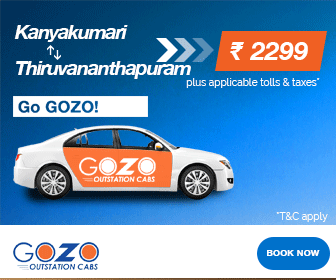 Kanyakumari
Thiruvananthapuram
₹ 2299
plus applicable tolls & taxes*
Go GOZO!
GOZO
OUTSTATION CABS
*T&C apply
GOZO
OUTSTATION CABS
BOOK NOW